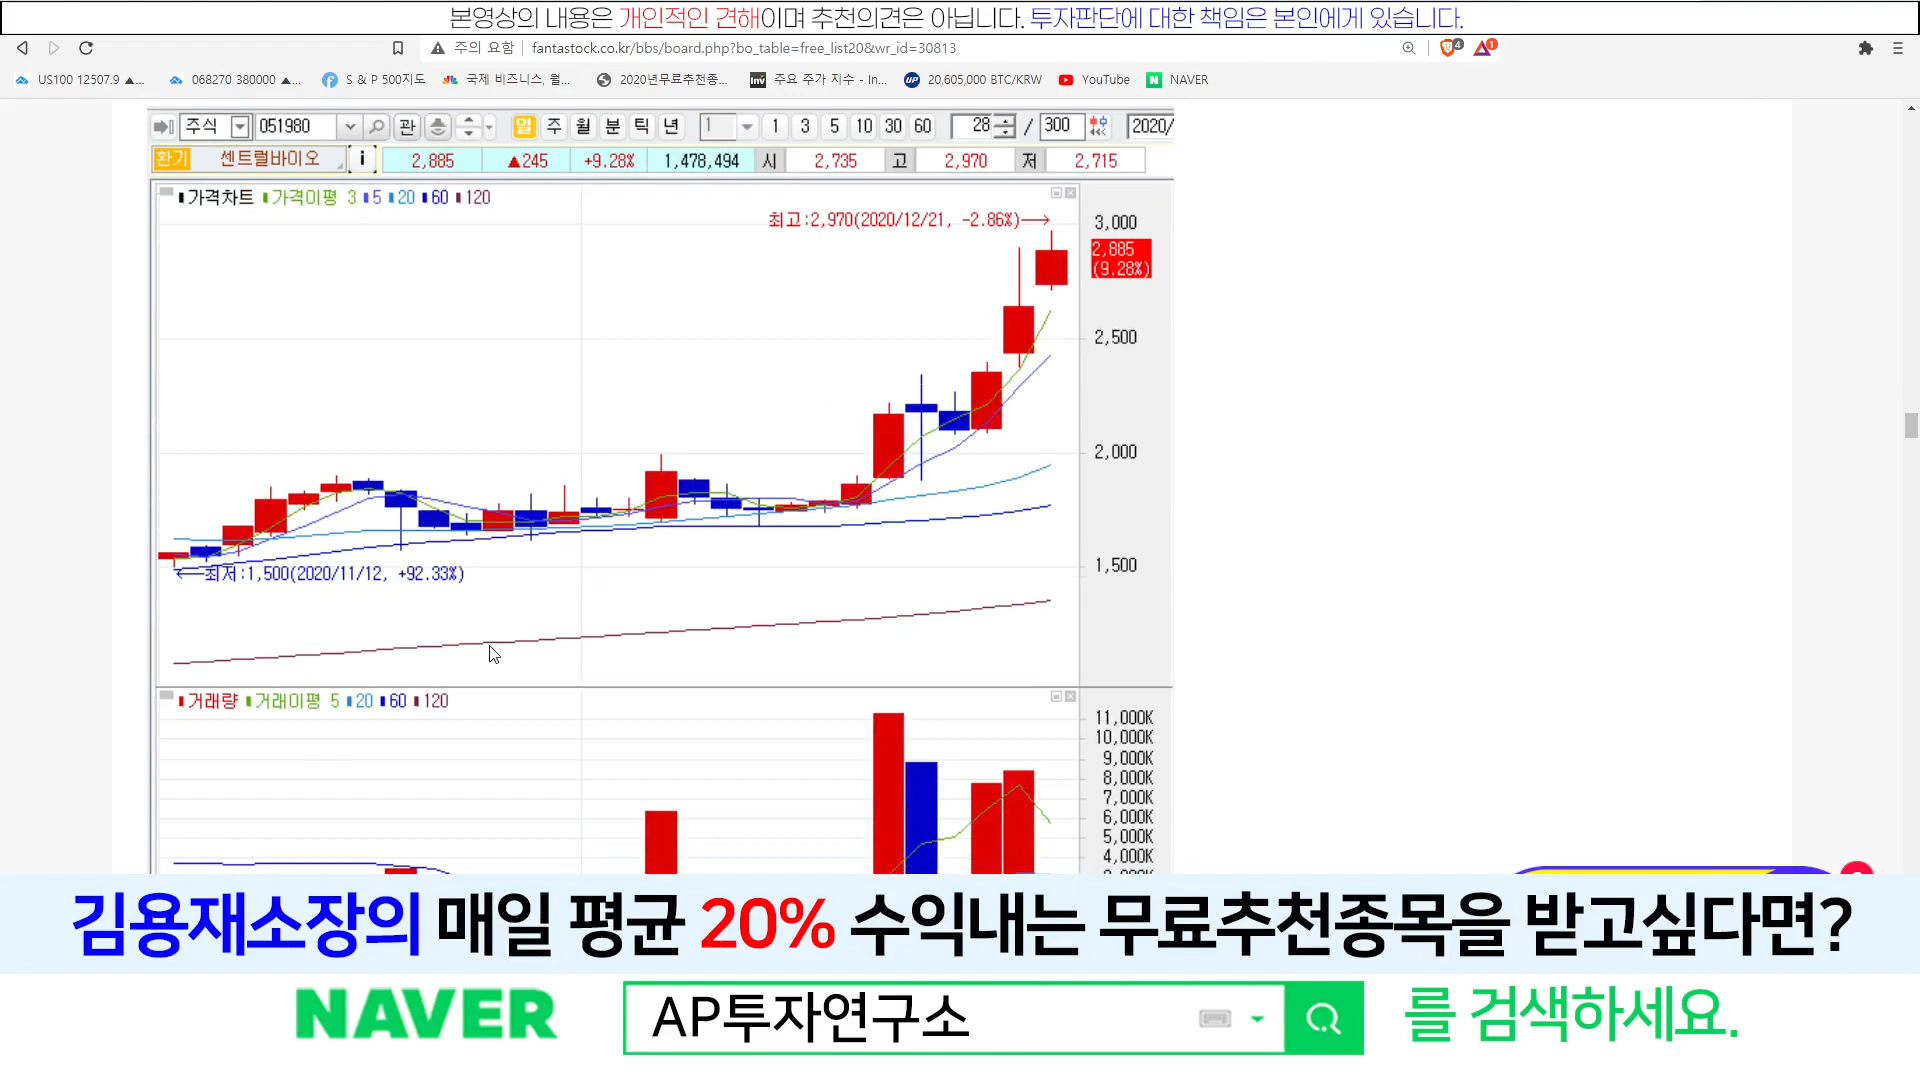 본영상의 내용은 개인적인 견해이며 추천의견은 아닙니다. 투자판단에 대한 책임은 본인에게 있습니다.
주의 요함 fantastock.co.kr/bbs/board.php?bo_table=free_list20&wr_id=30813 4 1
US100 12507.9 ▲... 068270 380000 ▲... S & P 500지도 국제 비즈니스, 월... 2020년무료추천종... Inv 주요 주가 지수 - In... UP 20,605,000 BTC/KRW YouTube N NAVER
주식 051980 관 일 주 월 분 틱 년 1 1 3 5 10 30 60 28 / 300 2020/
환기 센트럴바이오 i 2,885 ▲245 +9.28% 1,478,494 시 2,735 고 2,970 저 2,715
가격차트 가격이평 3 5 20 60 120
최고:2,970(2020/12/21, -2.86%)
3,000
2,885
(9.28%)
2,500
2,000
1,500
최저:1,500(2020/11/12, +92.33%)
거래량 거래이평 5 20 60 120
11,000K
10,000K
9,000K
8,000K
7,000K
6,000K
5,000K
4,000K
김용재소장의 매일 평균 20% 수익내는 무료추천종목을 받고싶다면?
NAVER AP투자연구소 를 검색하세요.